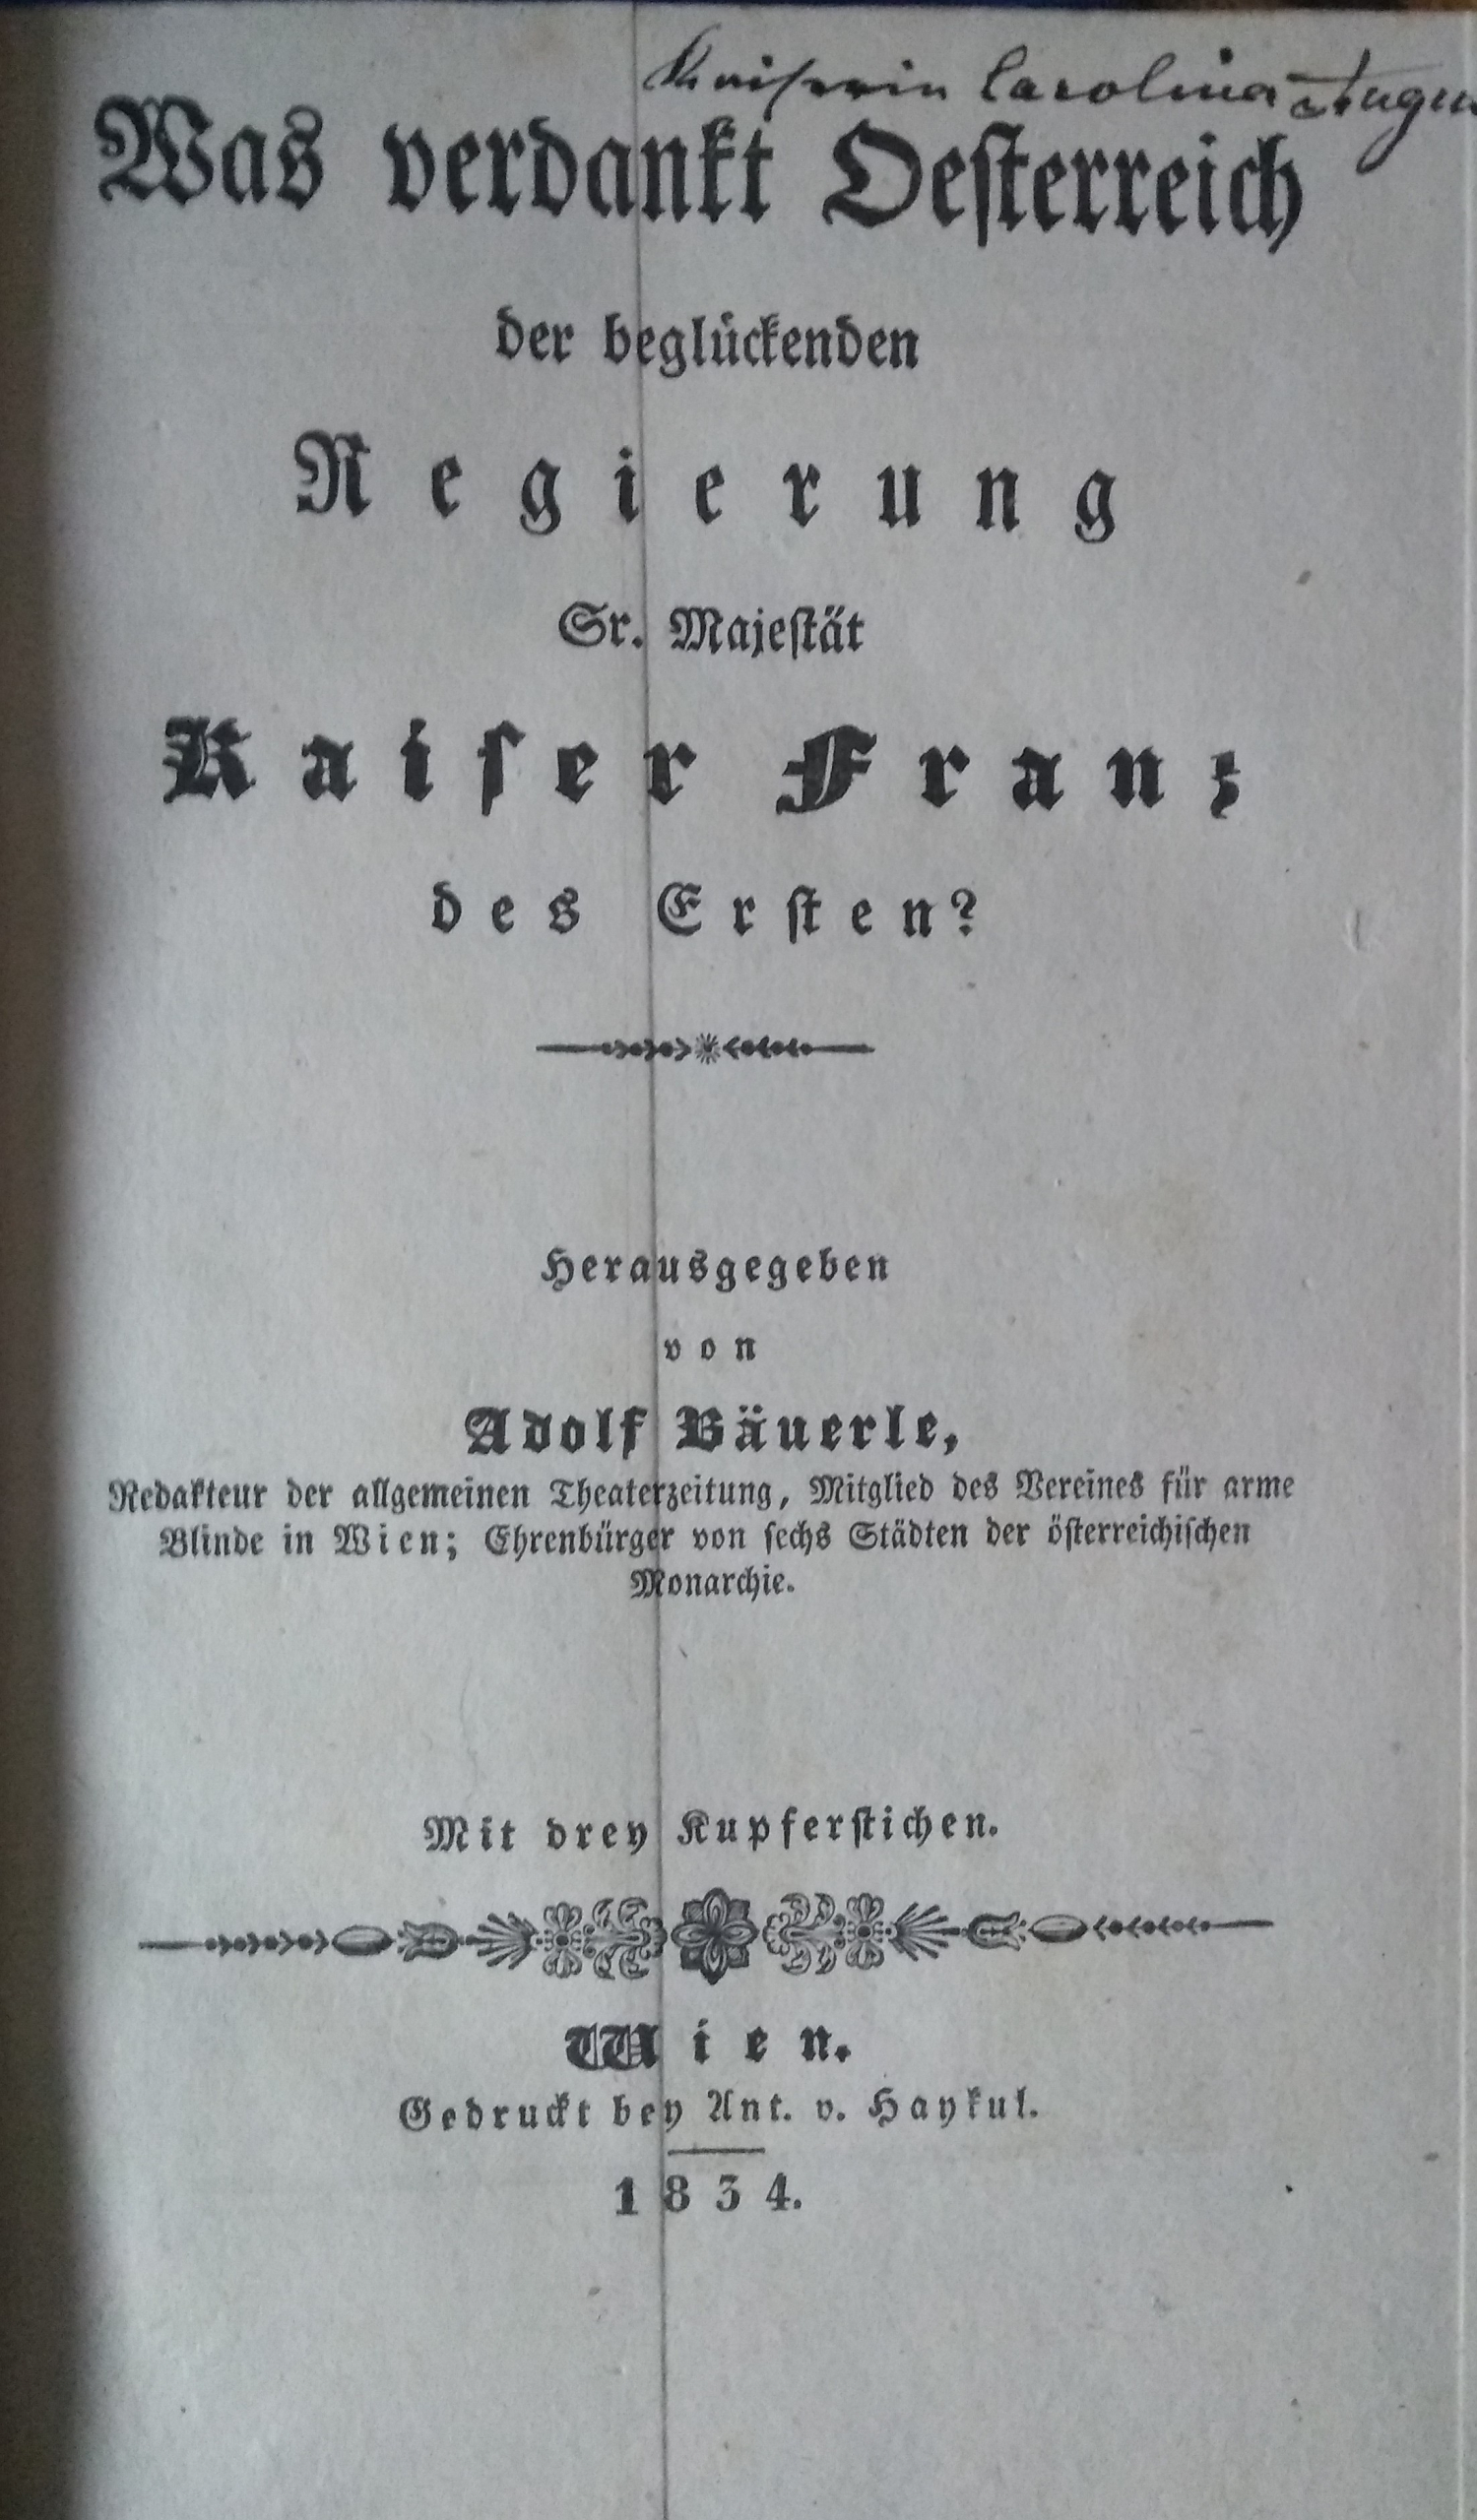 Kaiserin Carolina Augu
Was verdankt Oesterreich
der beglückenden
Regierung
Sr. Majestät
Kaiser Franz
des Ersten?
Herausgegeben
von
Adolf Bäuerle,
Redakteur der allgemeinen Theaterzeitung, Mitglied des Vereines für arme
Blinde in Wien; Ehrenbürger von sechs Städten der österreichischen
Monarchie.
Mit drey Kupferstichen.
Wien.
Gedruckt bey Ant. v. Haykul.
1834.